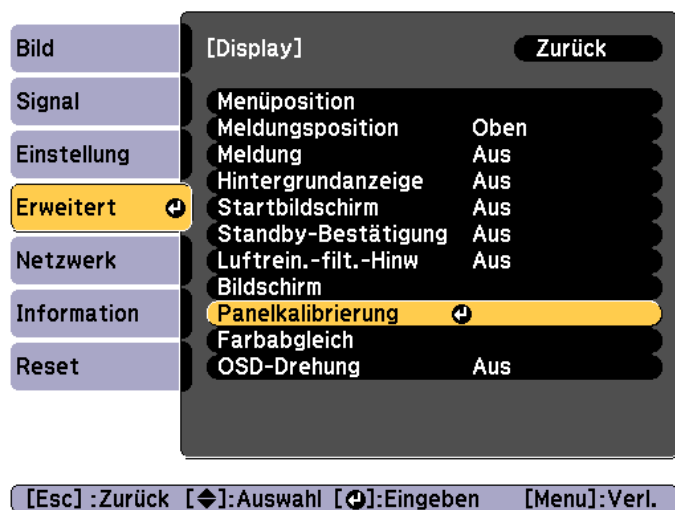 Bild
Signal
Einstellung
Erweitert
Netzwerk
Information
Reset
[Display] Zurück
Menüposition
Meldungsposition Oben
Meldung Aus
Hintergrundanzeige Aus
Startbildschirm Aus
Standby-Bestätigung Aus
Luftrein.-filt.-Hinw Aus
Bildschirm
Panelkalibrierung
Farbabgleich
OSD-Drehung Aus
[Esc] :Zurück [◆]:Auswahl [↵]:Eingeben [Menu]:Verl.